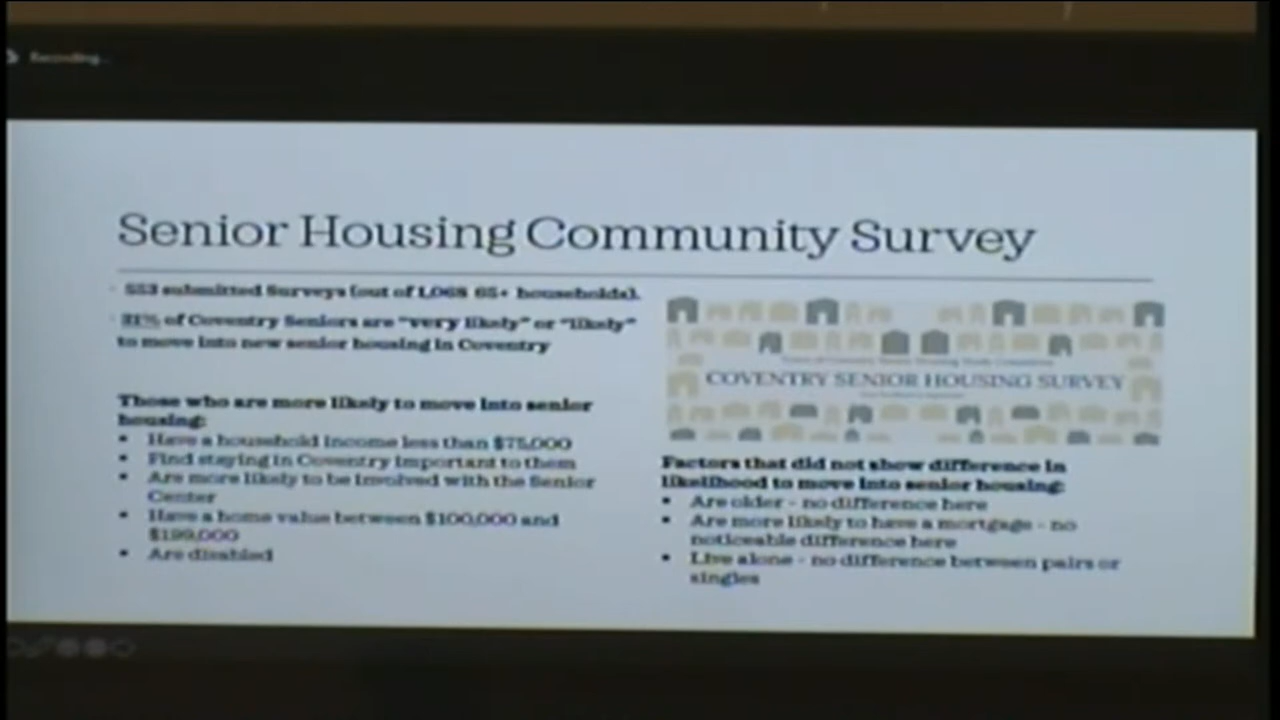 Recording...
Senior Housing Community Survey
553 submitted Surveys (out of 1,068 65+ households).
of Coventry Seniors are "very likely" or "likely"
to move into new senior housing in Coventry
Those who are more likely to move into senior
housing:
• Have a household income less than $75,000
• Find staying in Coventry important to them
• Are more likely to be involved with the Senior
Center
• Have a home value between $100,000 and
$199,000
• Are disabled
COVENTRY SENIOR HOUSING SURVEY
Factors that did not show difference in
likelihood to move into senior housing:
• Are older - no difference here
• Are more likely to have a mortgage - no
noticeable difference here
• Live alone - no difference between pairs or
singles